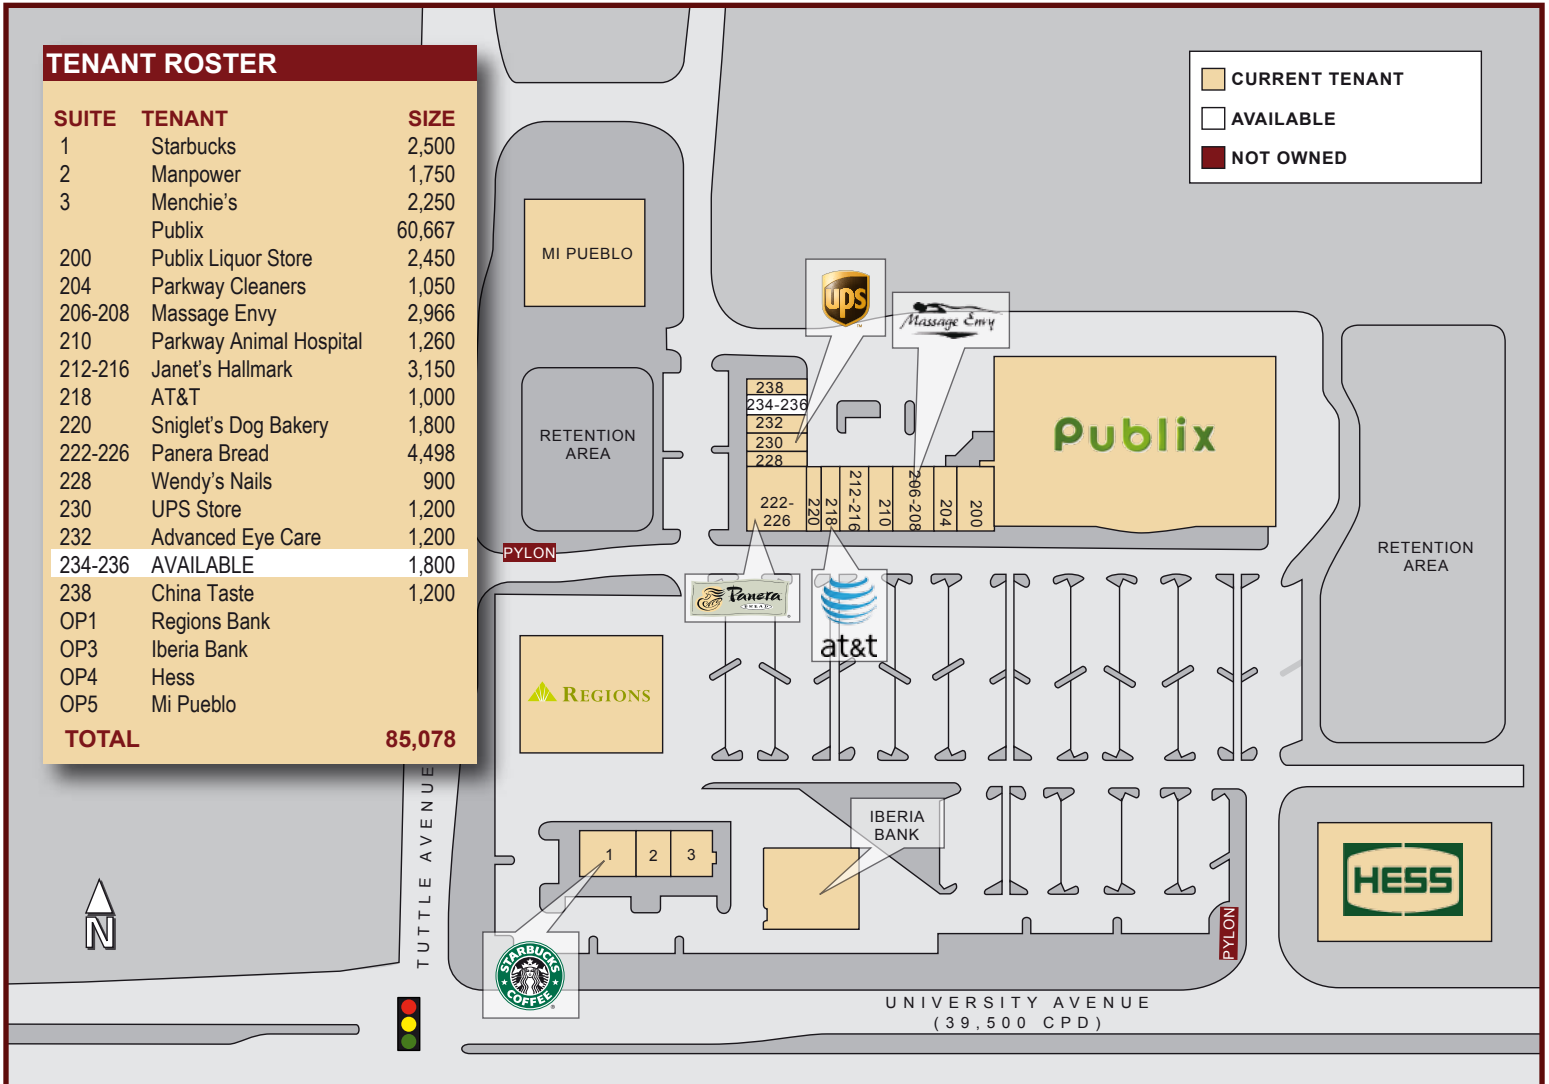 TENANT ROSTER
SUITE TENANT SIZE
1 Starbucks 2,500
2 Manpower 1,750
3 Menchie's 2,250
Publix 60,667
200 Publix Liquor Store 2,450
204 Parkway Cleaners 1,050
206-208 Massage Envy 2,966
210 Parkway Animal Hospital 1,260
212-216 Janet's Hallmark 3,150
218 AT&T 1,000
220 Sniglet's Dog Bakery 1,800
222-226 Panera Bread 4,498
228 Wendy's Nails 900
230 UPS Store 1,200
232 Advanced Eye Care 1,200
234-236 AVAILABLE 1,800
238 China Taste 1,200
OP1 Regions Bank
OP3 Iberia Bank
OP4 Hess
OP5 Mi Pueblo
TOTAL 85,078
CURRENT TENANT
AVAILABLE
NOT OWNED
MI PUEBLO
ups
Massage Envy
238
234-236
232
230
228
222-
226
220
218
212-216
210
206-208
204
200
Publix
RETENTION
AREA
RETENTION
AREA
PYLON
Panera
BREAD
at&t
REGIONS
IBERIA
BANK
1
2
3
HESS
PYLON
STARBUCKS
COFFEE
TUTTLE AVENUE
N
UNIVERSITY AVENUE
(39,500 CPD)